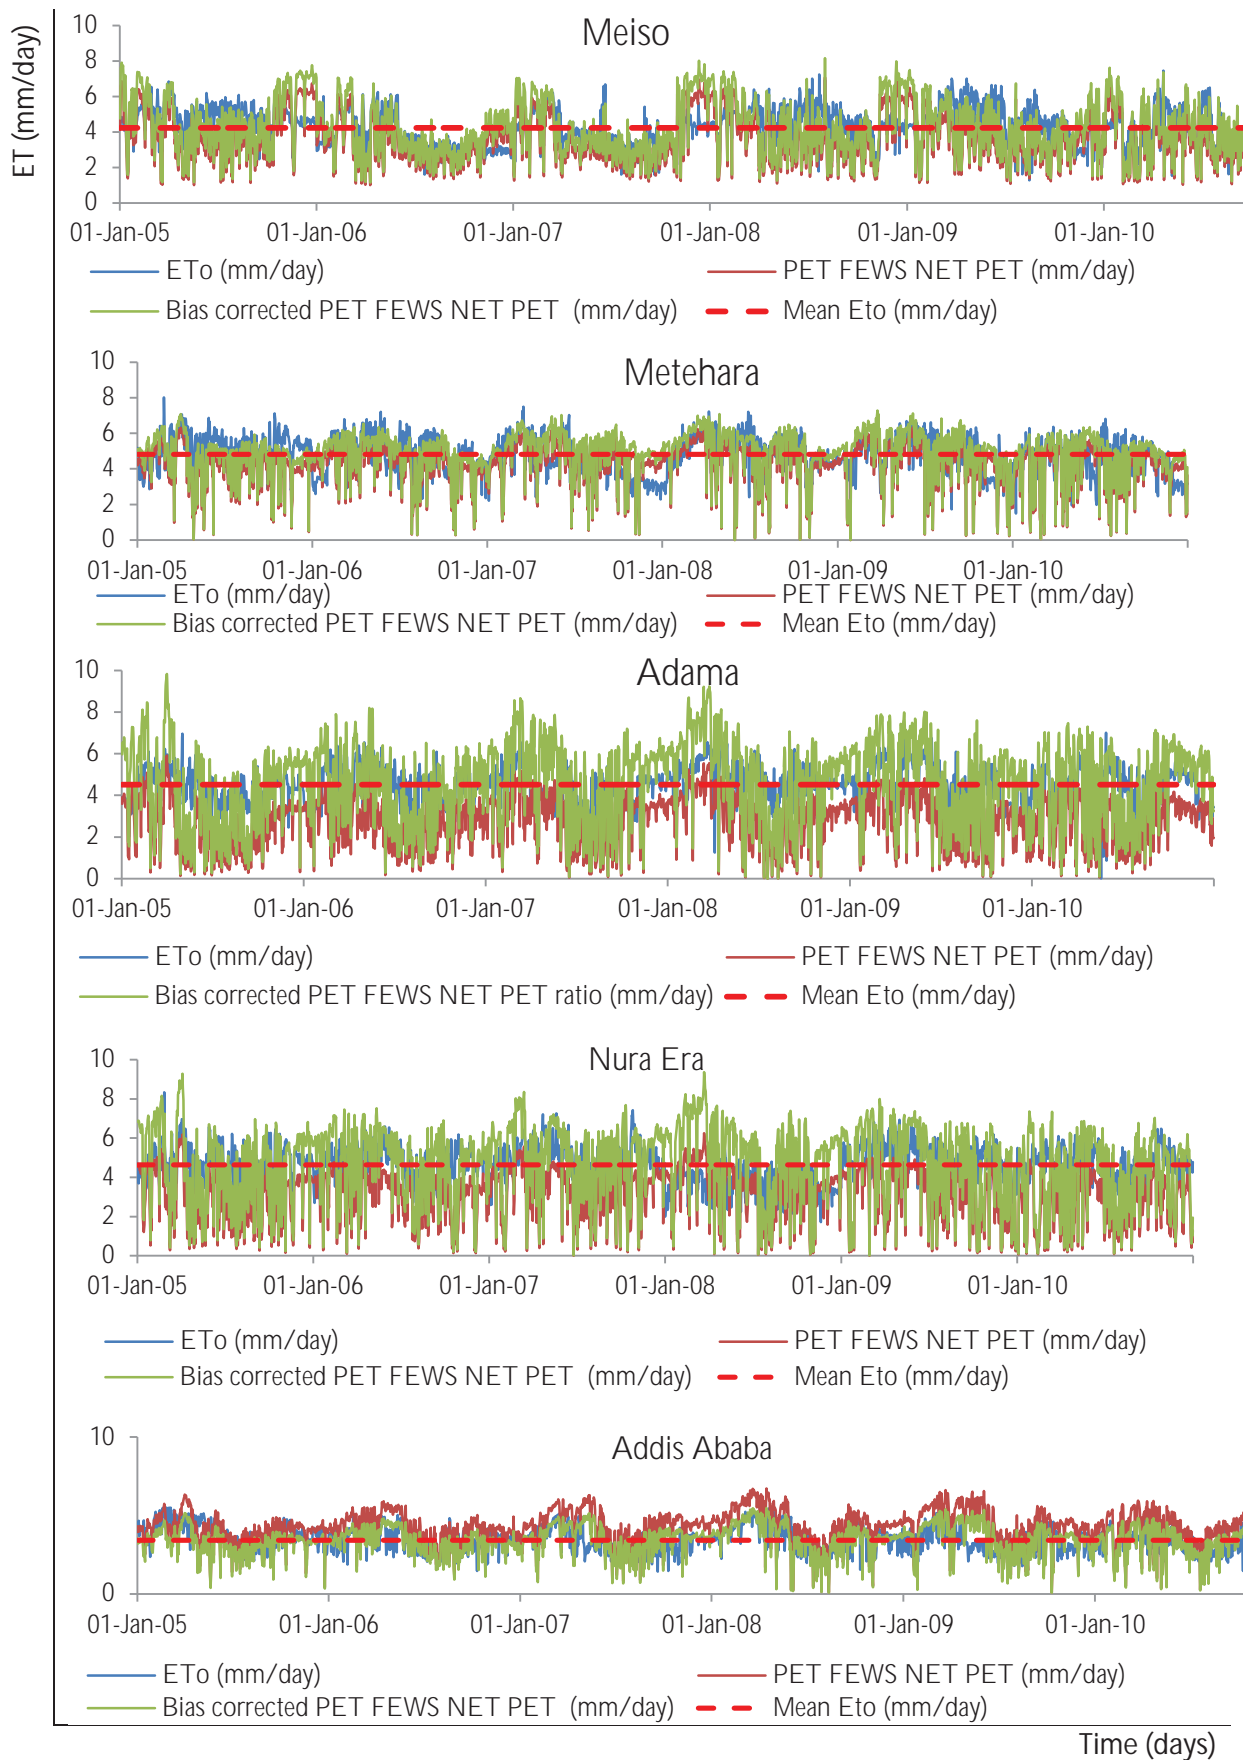 ET (mm/day)
Meiso
10
8
6
4
2
0
01-Jan-05 01-Jan-06 01-Jan-07 01-Jan-08 01-Jan-09 01-Jan-10
ETo (mm/day) PET FEWS NET PET (mm/day)
Bias corrected PET FEWS NET PET (mm/day) Mean Eto (mm/day)
Metehara
10
8
6
4
2
0
01-Jan-05 01-Jan-06 01-Jan-07 01-Jan-08 01-Jan-09 01-Jan-10
ETo (mm/day) PET FEWS NET PET (mm/day)
Bias corrected PET FEWS NET PET (mm/day) Mean Eto (mm/day)
Adama
10
8
6
4
2
0
01-Jan-05 01-Jan-06 01-Jan-07 01-Jan-08 01-Jan-09 01-Jan-10
ETo (mm/day) PET FEWS NET PET (mm/day)
Bias corrected PET FEWS NET PET ratio (mm/day) Mean Eto (mm/day)
Nura Era
10
8
6
4
2
0
01-Jan-05 01-Jan-06 01-Jan-07 01-Jan-08 01-Jan-09 01-Jan-10
ETo (mm/day) PET FEWS NET PET (mm/day)
Bias corrected PET FEWS NET PET (mm/day) Mean Eto (mm/day)
Addis Ababa
10
0
01-Jan-05 01-Jan-06 01-Jan-07 01-Jan-08 01-Jan-09 01-Jan-10
ETo (mm/day) PET FEWS NET PET (mm/day)
Bias corrected PET FEWS NET PET (mm/day) Mean Eto (mm/day)
Time (days)